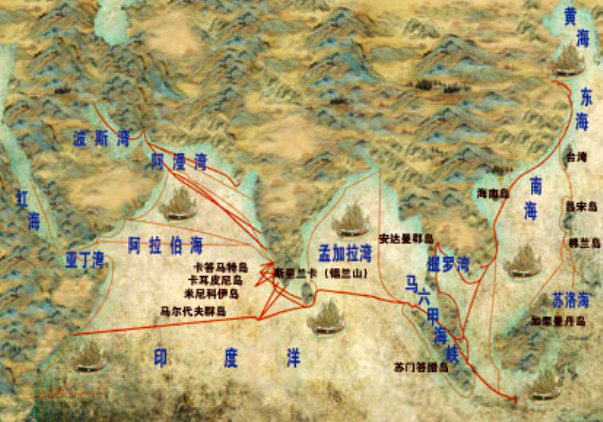 黄海
东海
台湾
波斯湾
阿漫湾
红海
海南岛
南海
吕宋岛
亚丁湾
阿拉伯海
孟加拉湾
安达曼群岛
棉兰岛
暹罗湾
卡答马特岛
卡耳皮尼岛
米尼科伊岛
斯里兰卡（锡兰山）
马六甲海峡
苏洛海
马尔代夫群岛
加里曼丹岛
印度洋
苏门答腊岛